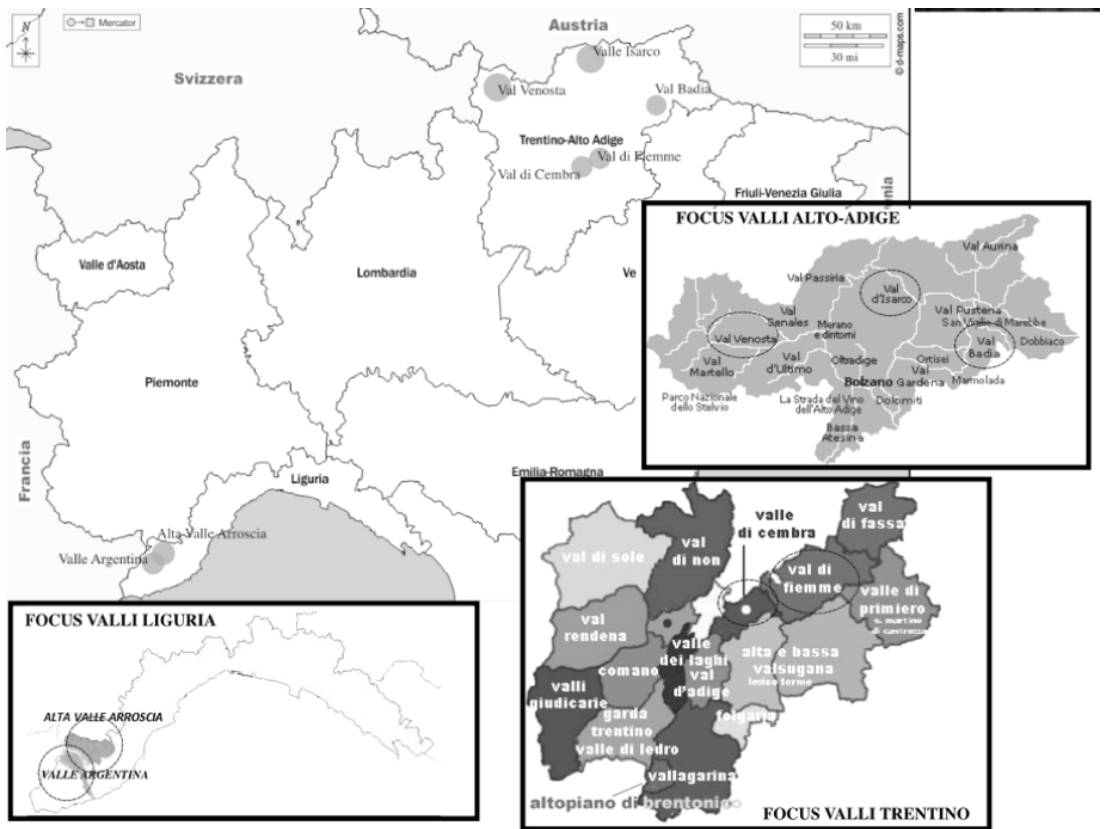 N
Mercator
Austria
50 km
30 mi
© d-maps.com
Svizzera
Valle Isarco
Val Venosta
Val Badia
Trentino-Alto Adige
Val di Fiemme
Val di Cembra
Friuli-Venezia Giulia
enia
Valle d'Aosta
Lombardia
Ve
Piemonte
Francia
Emilia-Romagna
Liguria
Alta Valle Arroscia
Valle Argentina
FOCUS VALLI ALTO-ADIGE
Val Aurina
Val Passiria
Val
d'Isarco
Val
Senales
Val Pusteria
San Vigilio di Marebbe
Merano
e dintorni
Val Venosta
Val
Badia
Dobbiaco
Val
Martello
Val
d'Ultimo
Oltradige
Ortisei
Val
Gardena
Marmolada
Bolzano
Parco Nazionale
dello Stelvio
La Strada del Vino
dell'Alto Adige
Dolomiti
Bassa
Atesina
FOCUS VALLI LIGURIA
ALTA VALLE ARROSCIA
VALLE ARGENTINA
valle
di cembra
val
di fassa
val di sole
val
di non
val di
fiemme
valle di
primiero
s. martino
di castrozza
val
rendena
valle
dei laghi
alta e bassa
valsugana
levico terme
comano
val
d'adige
valli
giudicarie
folgaria
garda
trentino
valle di ledro
vallagarina
altopiano di brentonico
FOCUS VALLI TRENTINO